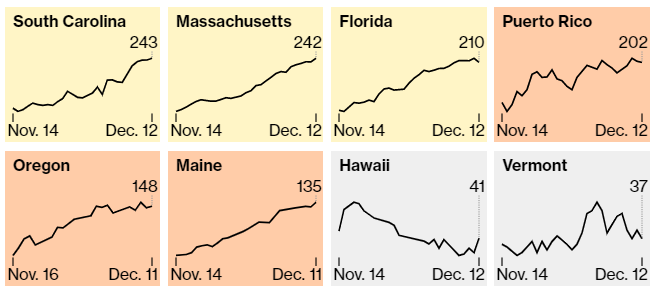 South Carolina
243
Nov. 14 Dec. 12
Massachusetts
242
Nov. 14 Dec. 12
Florida
210
Nov. 14 Dec. 12
Puerto Rico
202
Nov. 14 Dec. 12
Oregon
148
Nov. 16 Dec. 11
Maine
135
Nov. 14 Dec. 11
Hawaii
41
Nov. 14 Dec. 12
Vermont
37
Nov. 14 Dec. 12